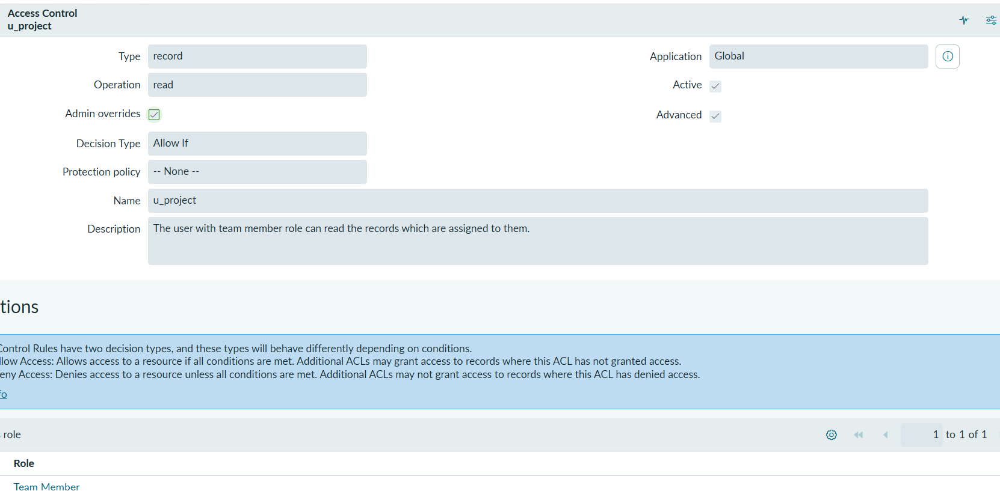 Access Control
u_project
Type record
Application Global
Operation read
Active
Admin overrides
Advanced
Decision Type Allow If
Protection policy -- None --
Name u_project
Description The user with team member role can read the records which are assigned to them.
tions
Control Rules have two decision types, and these types will behave differently depending on conditions.
llow Access: Allows access to a resource if all conditions are met. Additional ACLs may grant access to records where this ACL has not granted access.
eny Access: Denies access to a resource unless all conditions are met. Additional ACLs may not grant access to records where this ACL has denied access.
fo
role
1 to 1 of 1
Role
Team Member